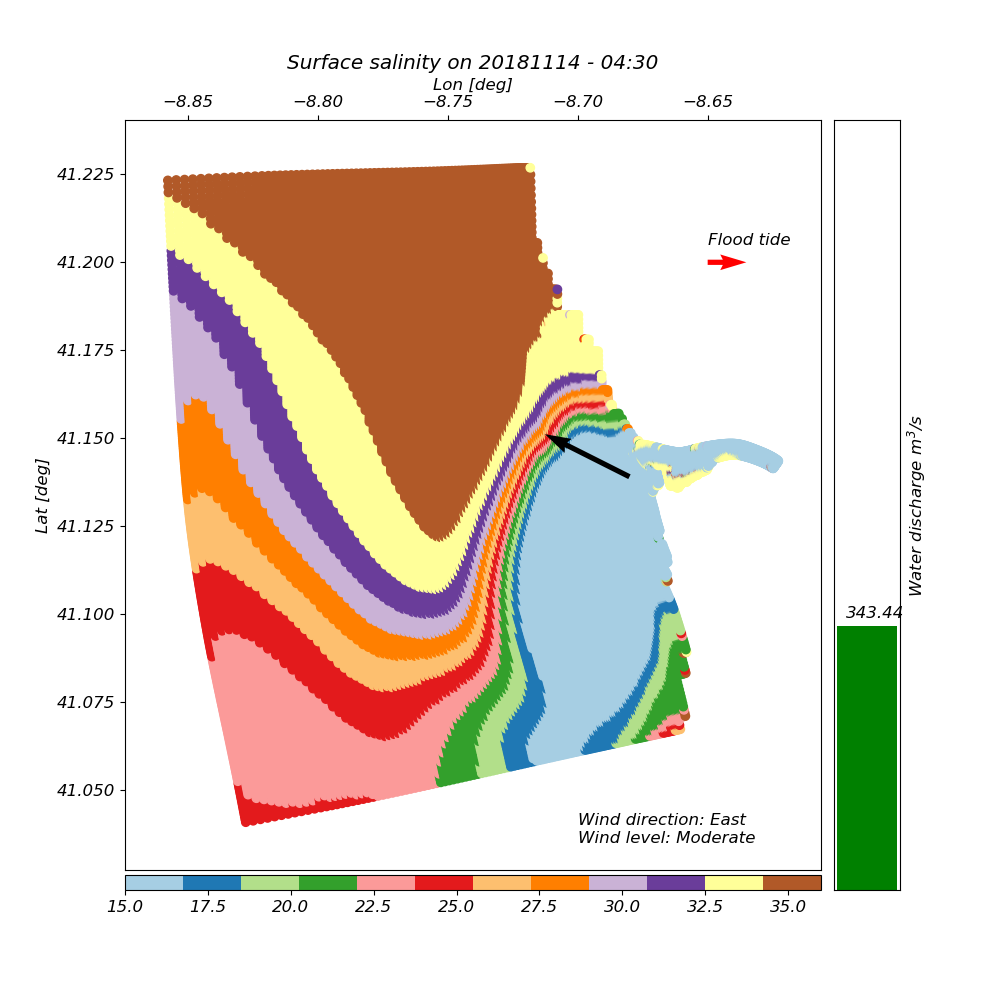 Surface salinity on 20181114 - 04:30
Lon [deg]
−8.85 −8.80 −8.75 −8.70 −8.65
41.225
41.200
41.175
41.150
41.125
41.100
41.075
41.050
Lat [deg]
Flood tide
Wind direction: East
Wind level: Moderate
343.44
Water discharge m³/s
15.0 17.5 20.0 22.5 25.0 27.5 30.0 32.5 35.0